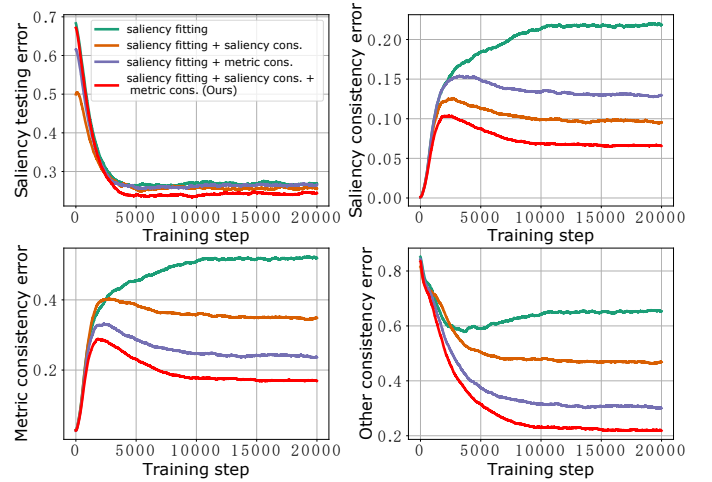 0.7
0.6
0.5
0.4
0.3
Saliency testing error
saliency fitting
saliency fitting + saliency cons.
saliency fitting + metric cons.
saliency fitting + saliency cons. +
metric cons. (Ours)
0 5000 10000 15000 20000
Training step
0.20
0.15
0.10
0.05
0.00
Saliency consistency error
0 5000 10000 15000 20000
Training step
0.4
0.2
Metric consistency error
0 5000 10000 15000 20000
Training step
0.8
0.6
0.4
0.2
Other consistency error
0 5000 10000 15000 20000
Training step